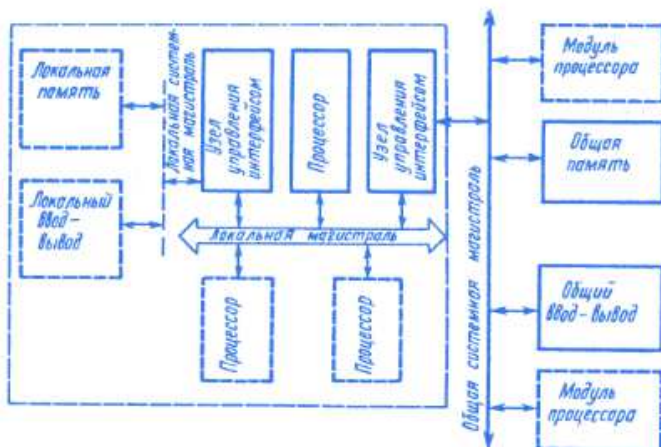 Локальная
память
Локальный
ввод-
вывод
Локальная систем-
ная магистраль
Узел
управления
интерфейсом
Процессор
Узел
управления
интерфейсом
Локальная магистраль
Процессор
Процессор
Общая системная магистраль
Модуль
процессора
Общая
память
Общий
ввод-вывод
Модуль
процессора